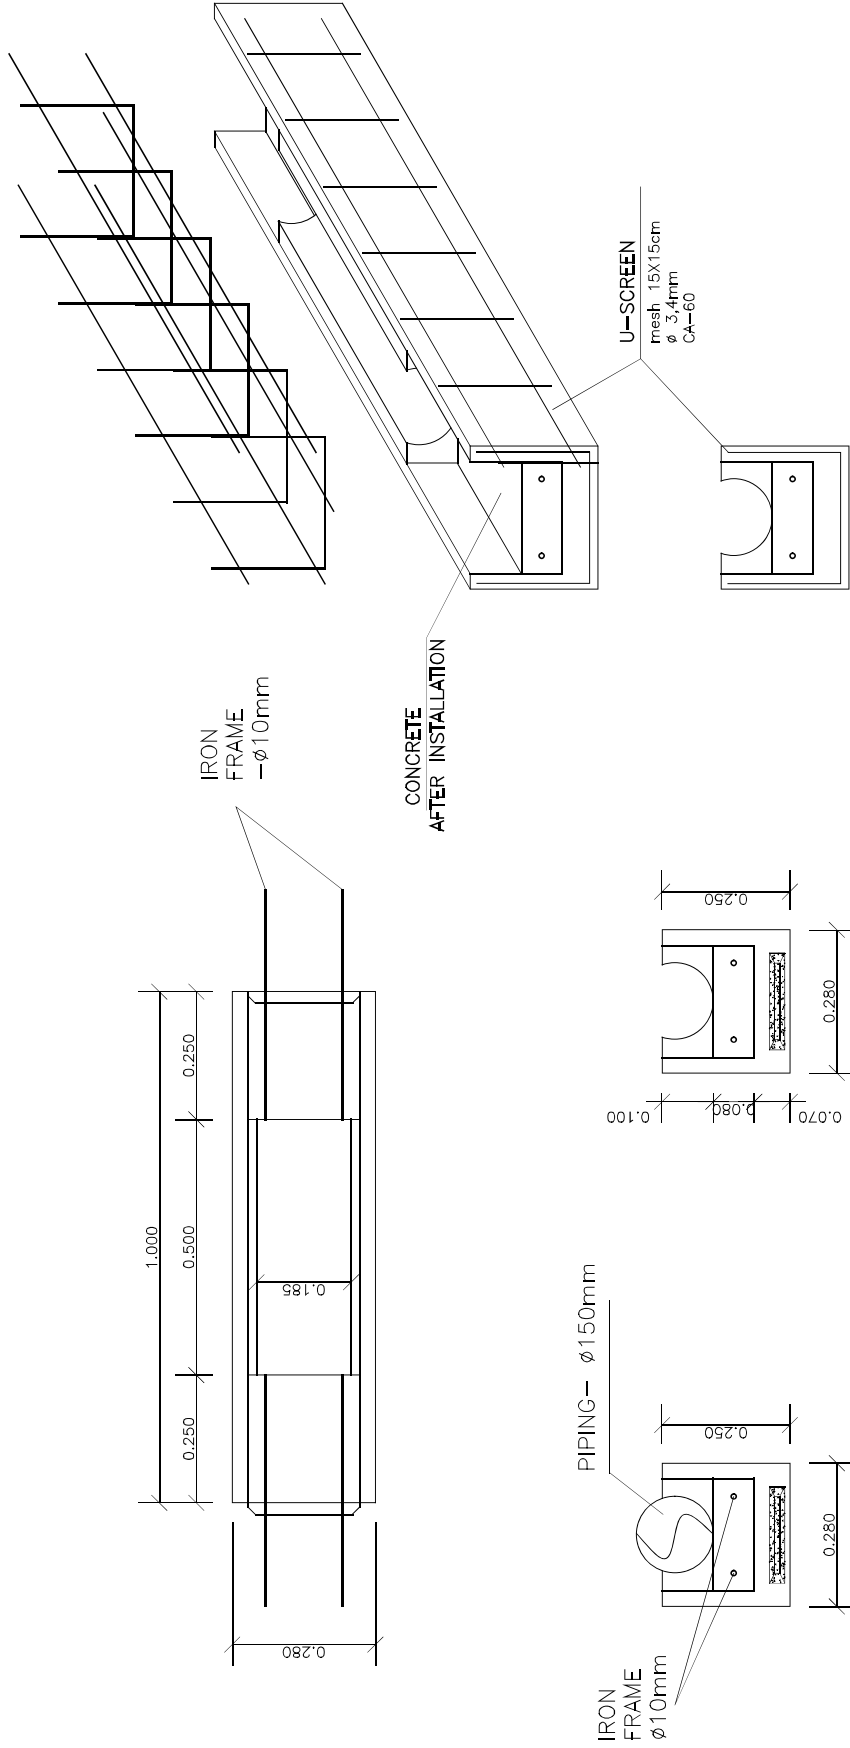 U-SCREEN
mesh 15X15cm
ø 3,4mm
CA-60
CONCRETE
AFTER INSTALLATION
IRON
FRAME
-ø10mm
1.000
0.250
0.500
0.250
0.185
0.280
0.250
0.280
0.100
0.080
0.070
PIPING- ø150mm
0.250
0.280
IRON
FRAME
ø10mm